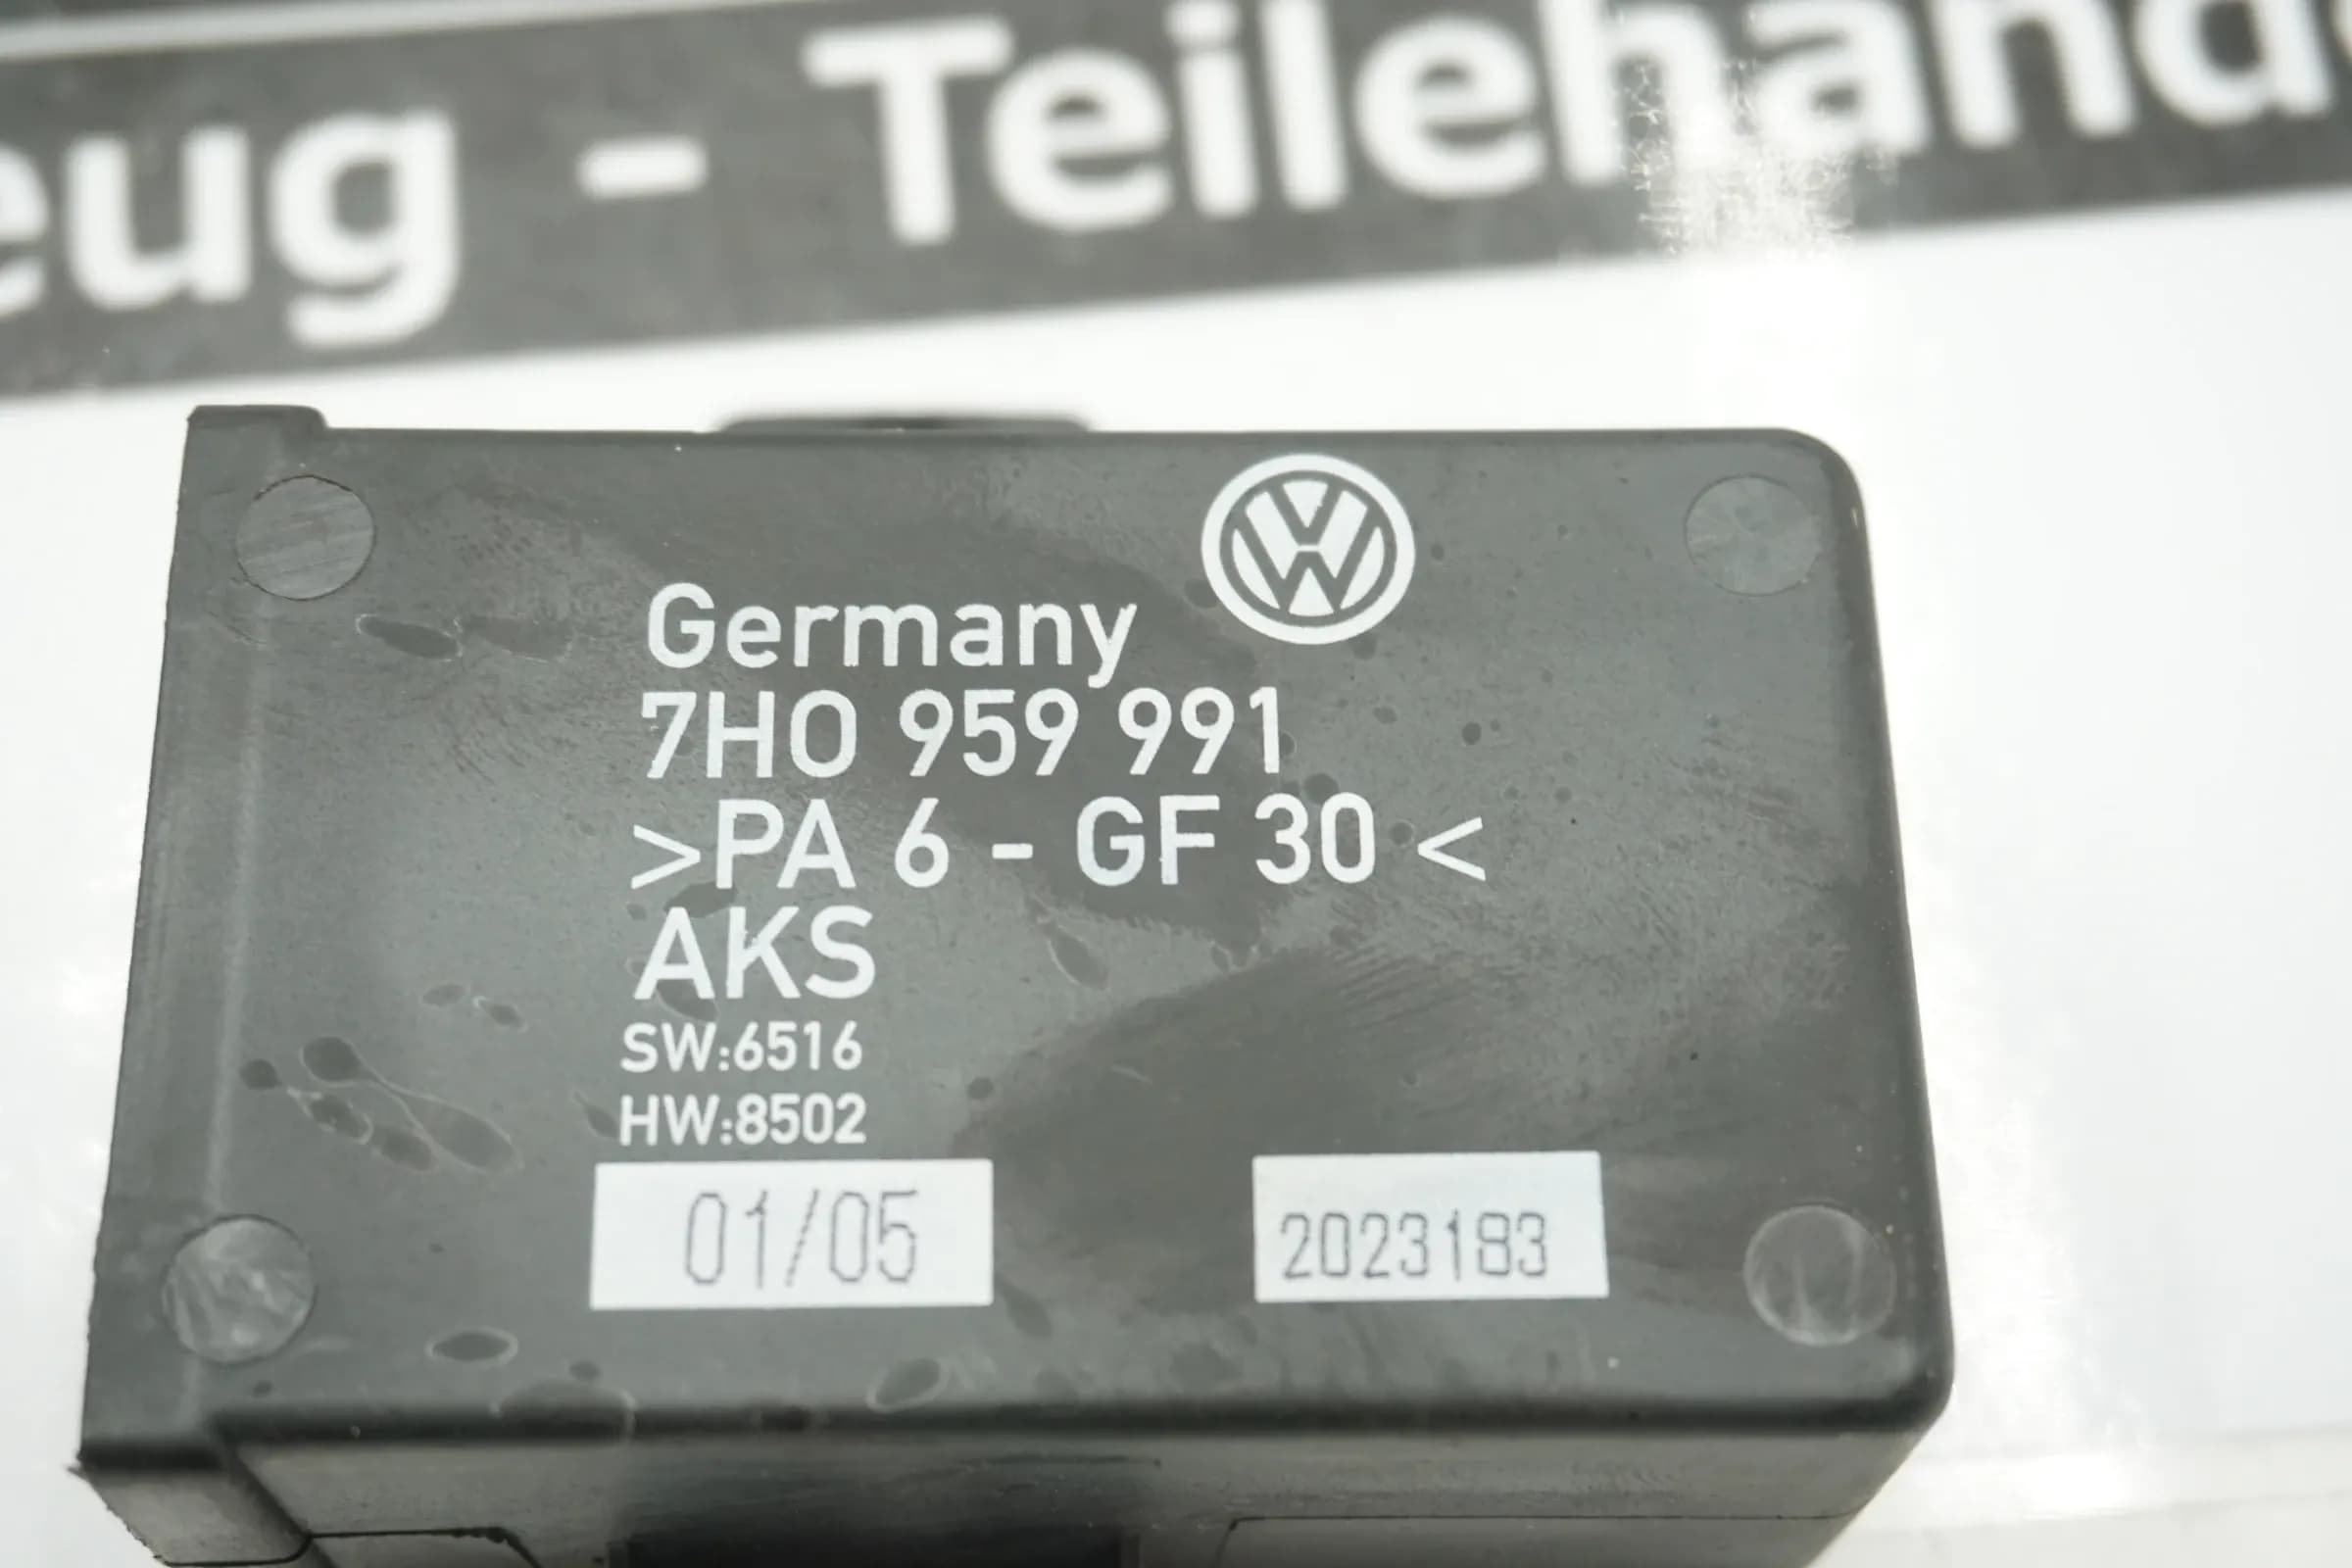 eug - Teilehand
Germany
7H0 959 991
>PA 6 - GF 30 <
AKS
SW:6516
HW:8502
01/05
2023183